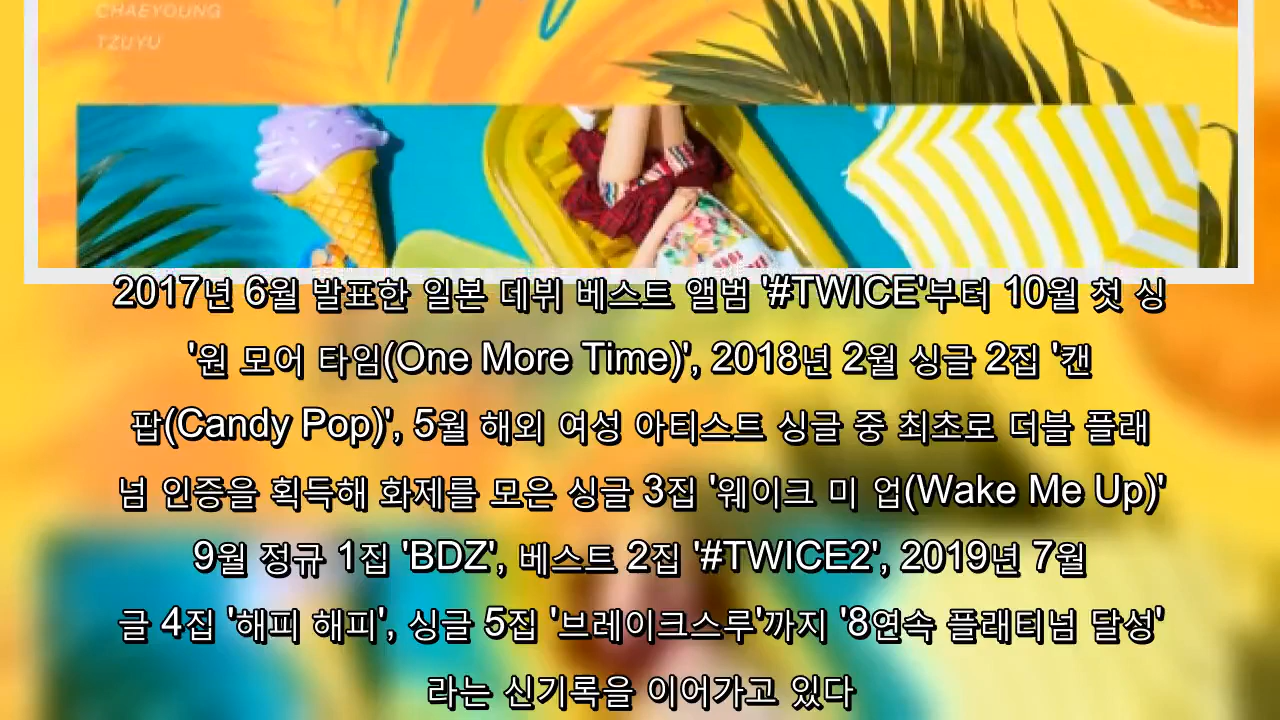 CHAEYOUNG
TZUYU
2017년 6월 발표한 일본 데뷔 베스트 앨범 '#TWICE'부터 10월 첫 싱
'원 모어 타임(One More Time)', 2018년 2월 싱글 2집 '캔
팝(Candy Pop)', 5월 해외 여성 아티스트 싱글 중 최초로 더블 플래
넘 인증을 획득해 화제를 모은 싱글 3집 '웨이크 미 업(Wake Me Up)'
9월 정규 1집 'BDZ', 베스트 2집 '#TWICE2', 2019년 7월
글 4집 '해피 해피', 싱글 5집 '브레이크스루'까지 '8연속 플래티넘 달성'
라는 신기록을 이어가고 있다